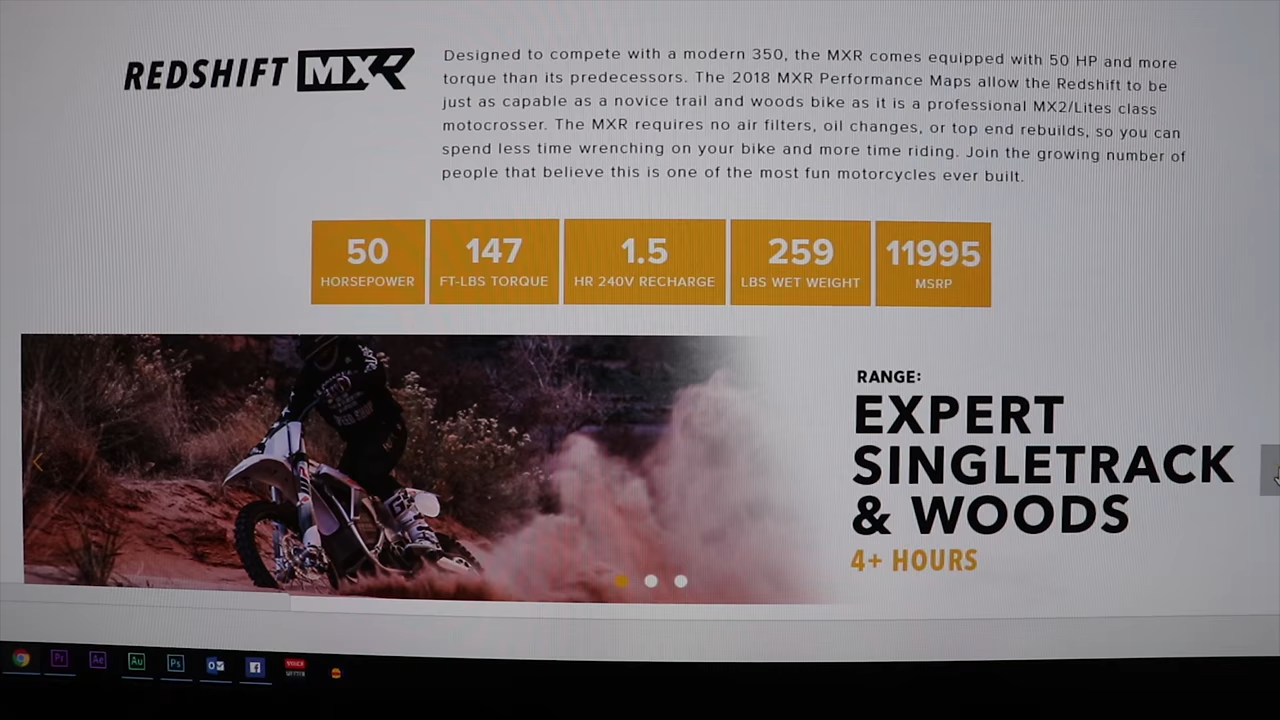 REDSHIFT MXR
Designed to compete with a modern 350, the MXR comes equipped with 50 HP and more
torque than its predecessors. The 2018 MXR Performance Maps allow the Redshift to be
just as capable as a novice trail and woods bike as it is a professional MX2/Lites class
motocrosser. The MXR requires no air filters, oil changes, or top end rebuilds, so you can
spend less time wrenching on your bike and more time riding. Join the growing number of
people that believe this is one of the most fun motorcycles ever built.
50
HORSEPOWER
147
FT-LBS TORQUE
1.5
HR 240V RECHARGE
259
LBS WET WEIGHT
11995
MSRP
RANGE:
EXPERT
SINGLETRACK
& WOODS
4+ HOURS
Pr
Ae
Au
Ps